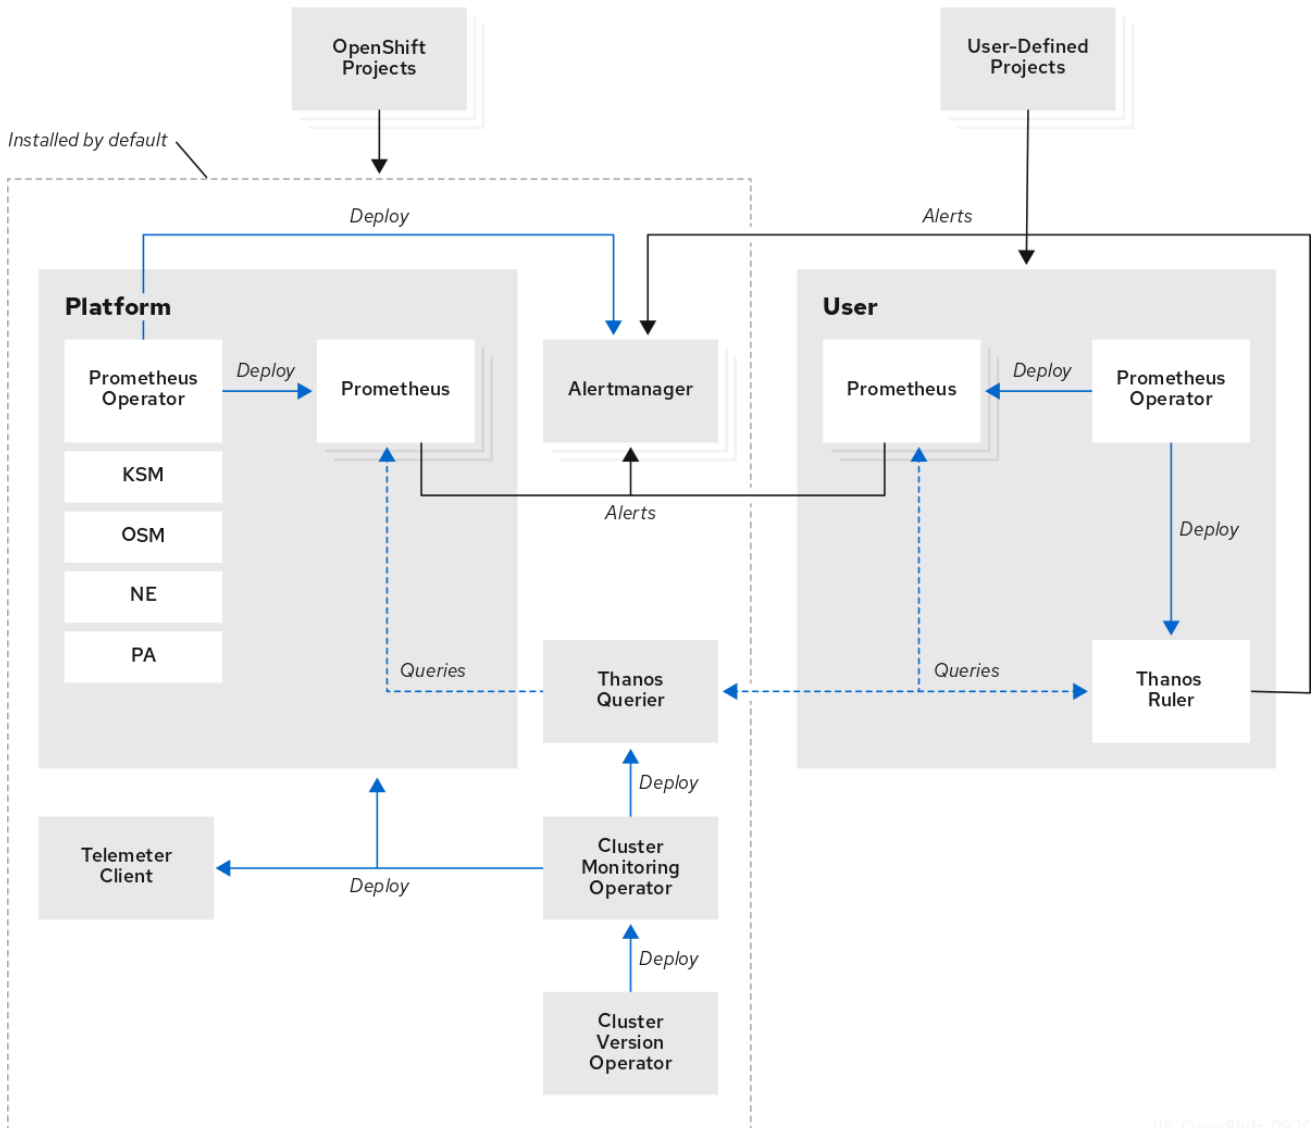 OpenShift
Projects
User-Defined
Projects
Installed by default
Deploy
Alerts
Platform
User
Prometheus
Operator
Deploy
Prometheus
Alertmanager
Prometheus
Deploy
Prometheus
Operator
KSM
OSM
NE
PA
Alerts
Deploy
Queries
Thanos
Querier
Queries
Thanos
Ruler
Deploy
Telemeter
Client
Deploy
Cluster
Monitoring
Operator
Deploy
Cluster
Version
Operator